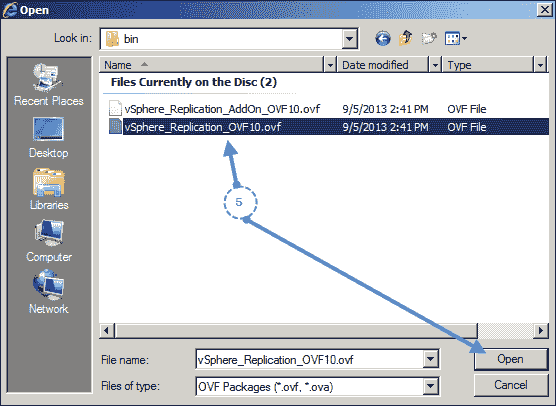 Open
Look in: bin
Name Date modified Type
Files Currently on the Disc (2)
vSphere_Replication_AddOn_OVF10.ovf 9/5/2013 2:41 PM OVF File
vSphere_Replication_OVF10.ovf 9/5/2013 2:41 PM OVF File
Recent Places
Desktop
Libraries
Computer
Network
5
File name: vSphere_Replication_OVF10.ovf Open
Files of type: OVF Packages (*.ovf, *.ova) Cancel